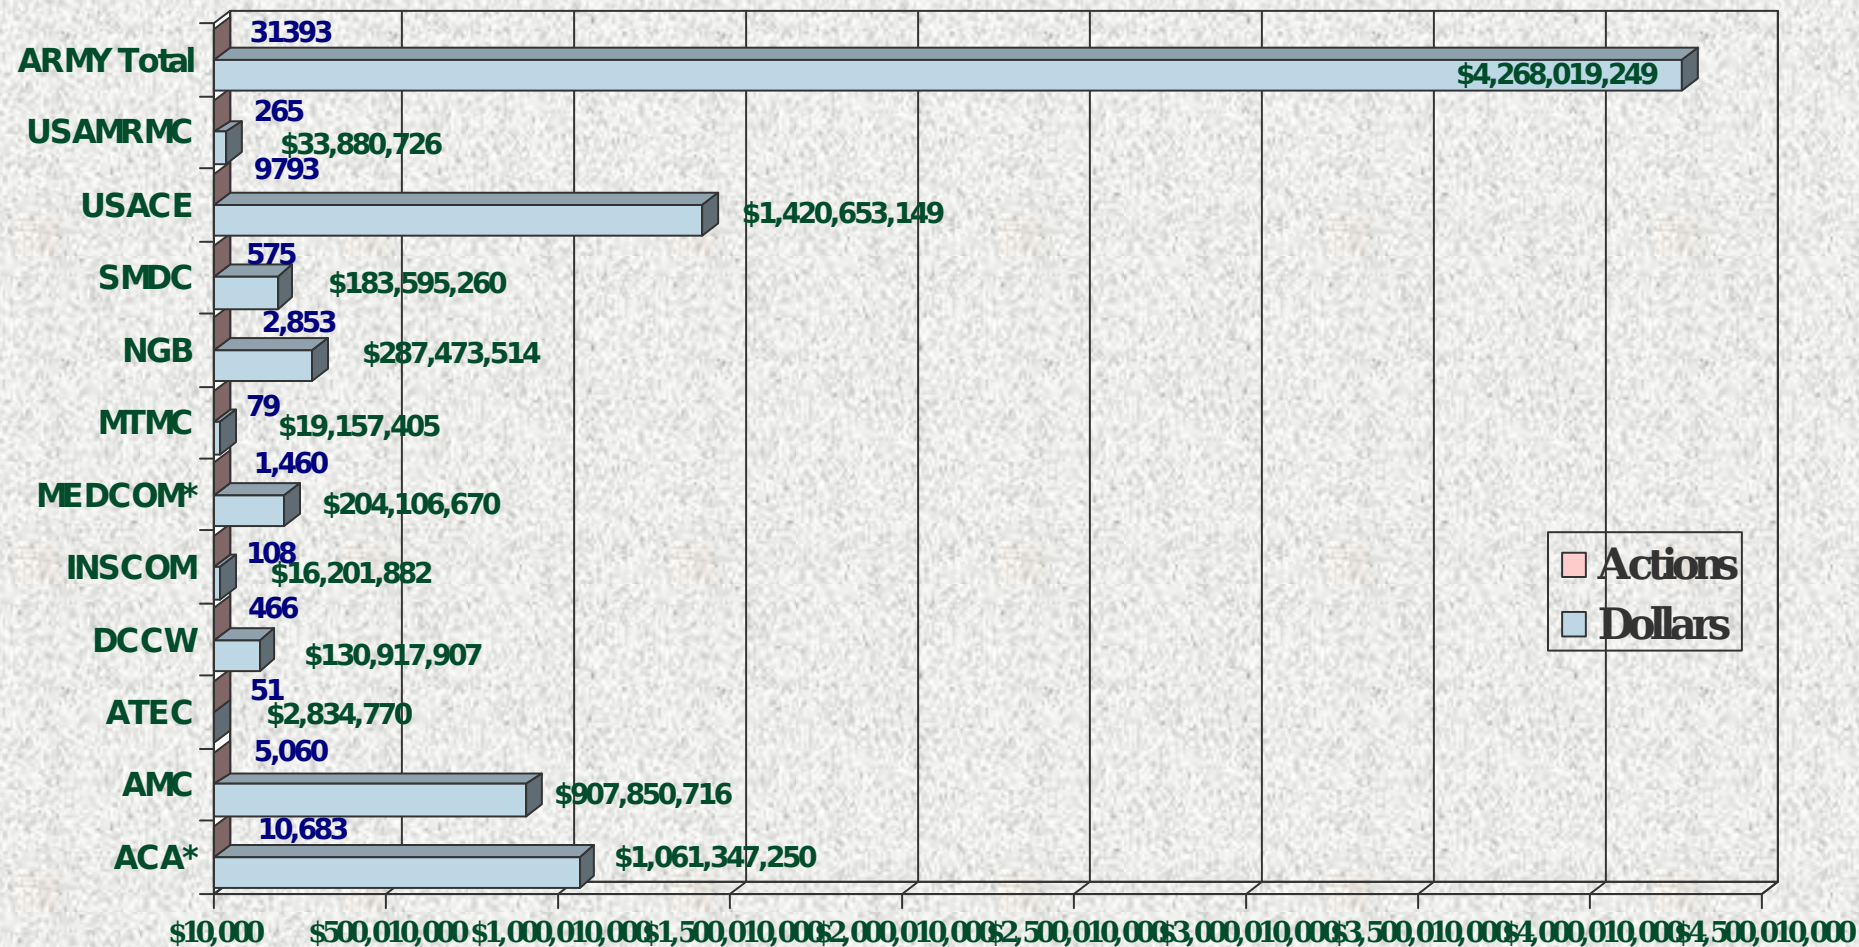 31393
ARMY Total
$4,268,019,249
265
USAMRMC
$33,880,726
9793
USACE
$1,420,653,149
575
SMDC
$183,595,260
2,853
NGB
$287,473,514
79
MTMC
$19,157,405
1,460
MEDCOM*
$204,106,670
108
INSCOM
$16,201,882
466
DCCW
$130,917,907
51
ATEC
$2,834,770
5,060
AMC
$907,850,716
10,683
ACA*
$1,061,347,250
Actions
Dollars
$10,000 $500,010,000 $1,000,010,000 $1,500,010,000 $2,000,010,000 $2,500,010,000 $3,000,010,000 $3,500,010,000 $4,000,010,000 $4,500,010,000